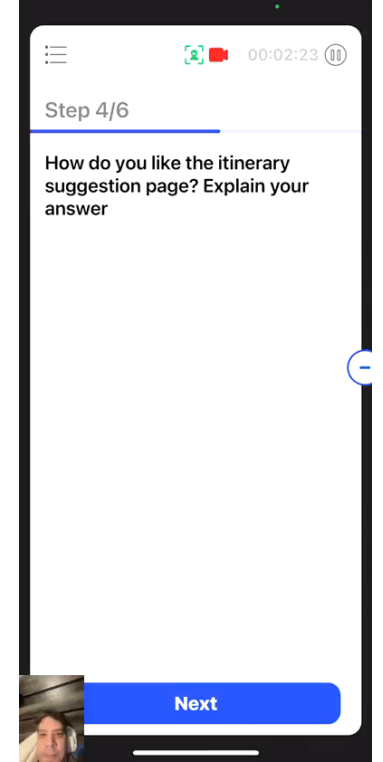 00:02:23
Step 4/6
How do you like the itinerary
suggestion page? Explain your
answer
Next